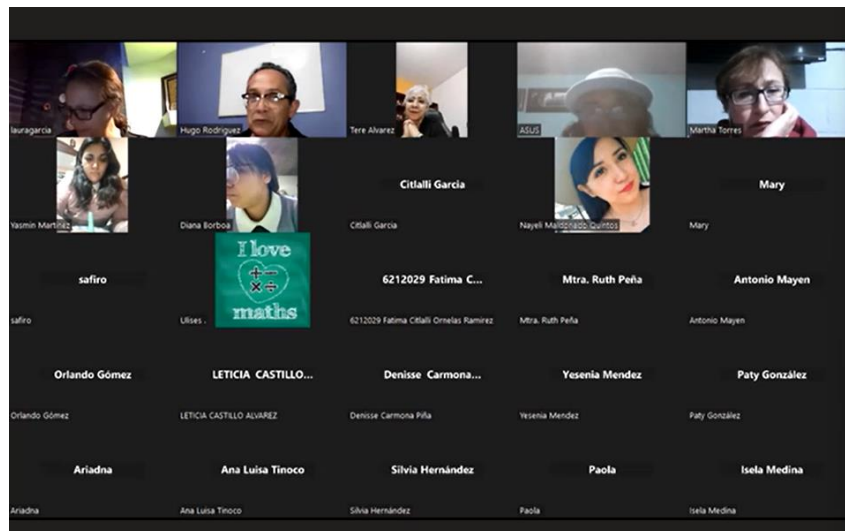 lauragarcia
Hugo Rodriguez
Tere Alvarez
ASUS
Martha Torres
Yasmin Martinez
Diana Borboa
Citlalli Garcia
Citlalli Garcia
Nayeli Maldonado Quintos
Mary
Mary
safiro
safiro
I love
+ −
× ÷
maths
Ulises .
6212029 Fatima C...
6212029 Fatima Citlalli Ornelas Ramirez
Mtra. Ruth Peña
Mtra. Ruth Peña
Antonio Mayen
Antonio Mayen
Orlando Gómez
Orlando Gómez
LETICIA CASTILLO...
LETICIA CASTILLO ALVAREZ
Denisse Carmona...
Denisse Carmona Piña
Yesenia Mendez
Yesenia Mendez
Paty González
Paty González
Ariadna
Ariadna
Ana Luisa Tinoco
Ana Luisa Tinoco
Silvia Hernández
Silvia Hernández
Paola
Paola
Isela Medina
Isela Medina